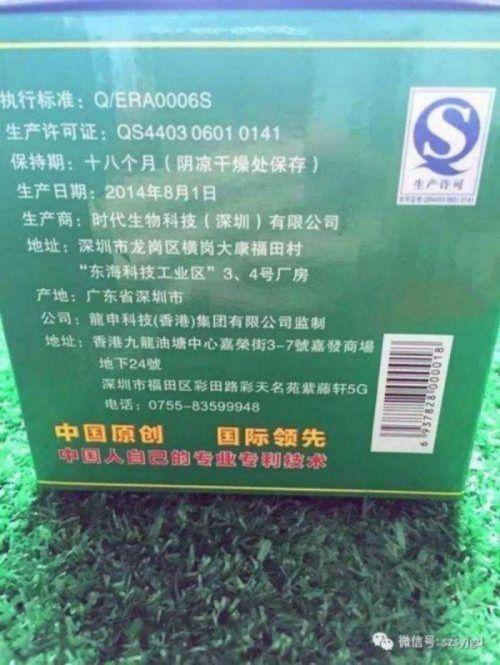 执行标准：Q/ERA0006S
生产许可证：QS4403 0601 0141
保持期：十八个月（阴凉干燥处保存）
生产日期：2014年8月1日
生产商：时代生物科技（深圳）有限公司
地址：深圳市龙岗区横岗大康福田村
“东海科技工业区”3、4号厂房
产地：广东省深圳市
公司：龍申科技(香港)集团有限公司监制
地址：香港九龍油塘中心嘉榮街3-7號嘉發商場
地下24號
深圳市福田区彩田路彩天名苑紫藤轩5G
电话：0755-83599948
中国原创 国际领先
中国人自己的专业专利技术
QS
生产许可
QS4403 0601 0141
6937828000018
微信号: szsyjgd